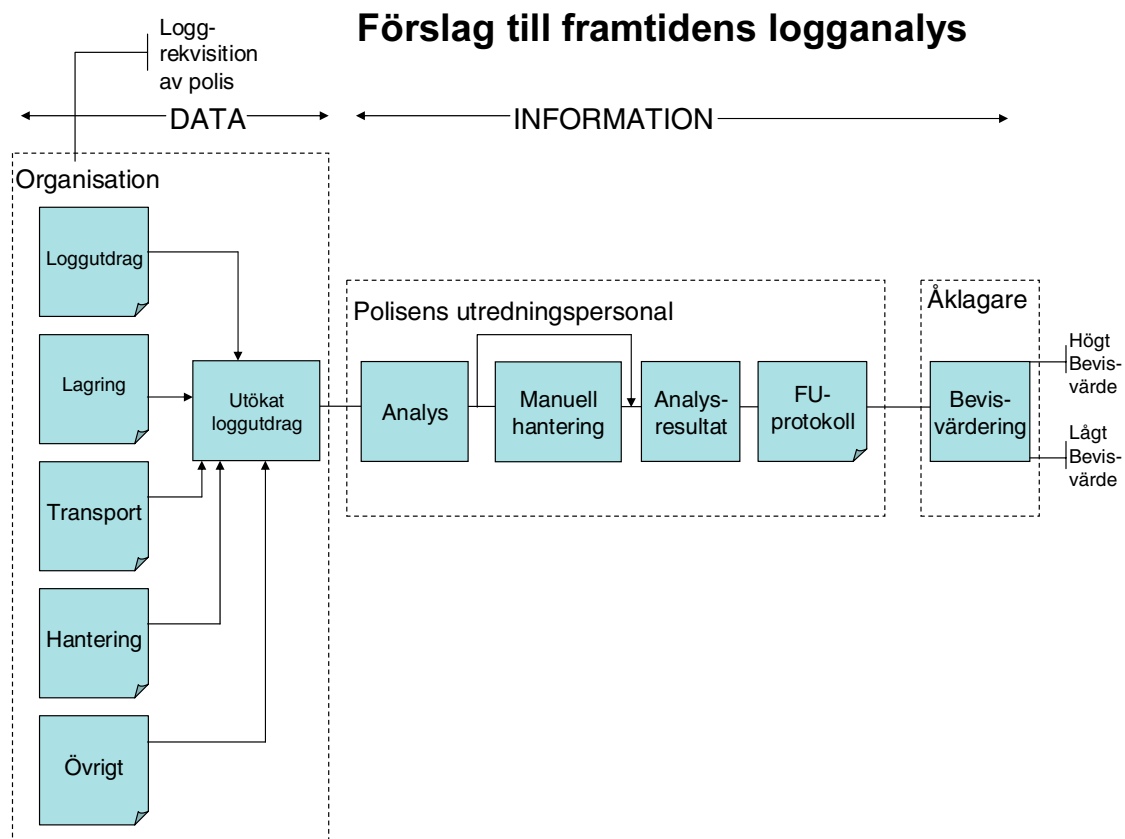 Förslag till framtidens logganalys
Logg-
rekvisition
av polis
DATA
INFORMATION
Organisation
Loggutdrag
Lagring
Transport
Hantering
Övrigt
Utökat
loggutdrag
Polisens utredningspersonal
Analys
Manuell
hantering
Analys-
resultat
FU-
protokoll
Åklagare
Bevis-
värdering
Högt
Bevis-
värde
Lågt
Bevis-
värde